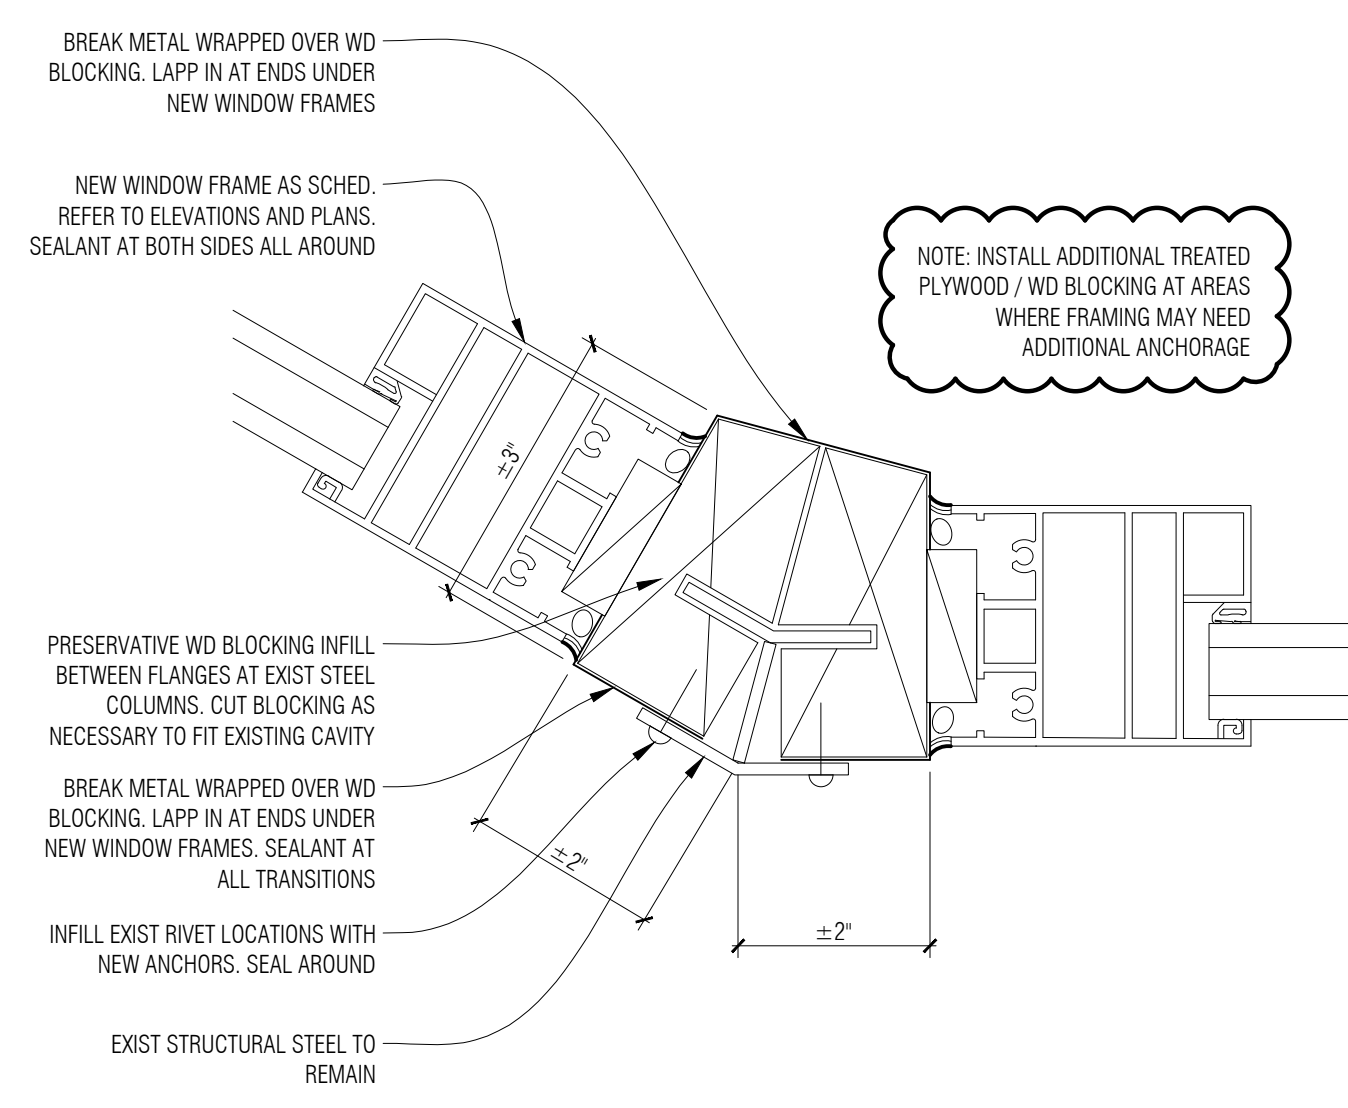 BREAK METAL WRAPPED OVER WD
BLOCKING. LAPP IN AT ENDS UNDER
NEW WINDOW FRAMES
NEW WINDOW FRAME AS SCHED.
REFER TO ELEVATIONS AND PLANS.
SEALANT AT BOTH SIDES ALL AROUND
NOTE: INSTALL ADDITIONAL TREATED
PLYWOOD / WD BLOCKING AT AREAS
WHERE FRAMING MAY NEED
ADDITIONAL ANCHORAGE
±3"
PRESERVATIVE WD BLOCKING INFILL
BETWEEN FLANGES AT EXIST STEEL
COLUMNS. CUT BLOCKING AS
NECESSARY TO FIT EXISTING CAVITY
BREAK METAL WRAPPED OVER WD
BLOCKING. LAPP IN AT ENDS UNDER
NEW WINDOW FRAMES. SEALANT AT
ALL TRANSITIONS
±2"
INFILL EXIST RIVET LOCATIONS WITH
NEW ANCHORS. SEAL AROUND
±2"
EXIST STRUCTURAL STEEL TO
REMAIN